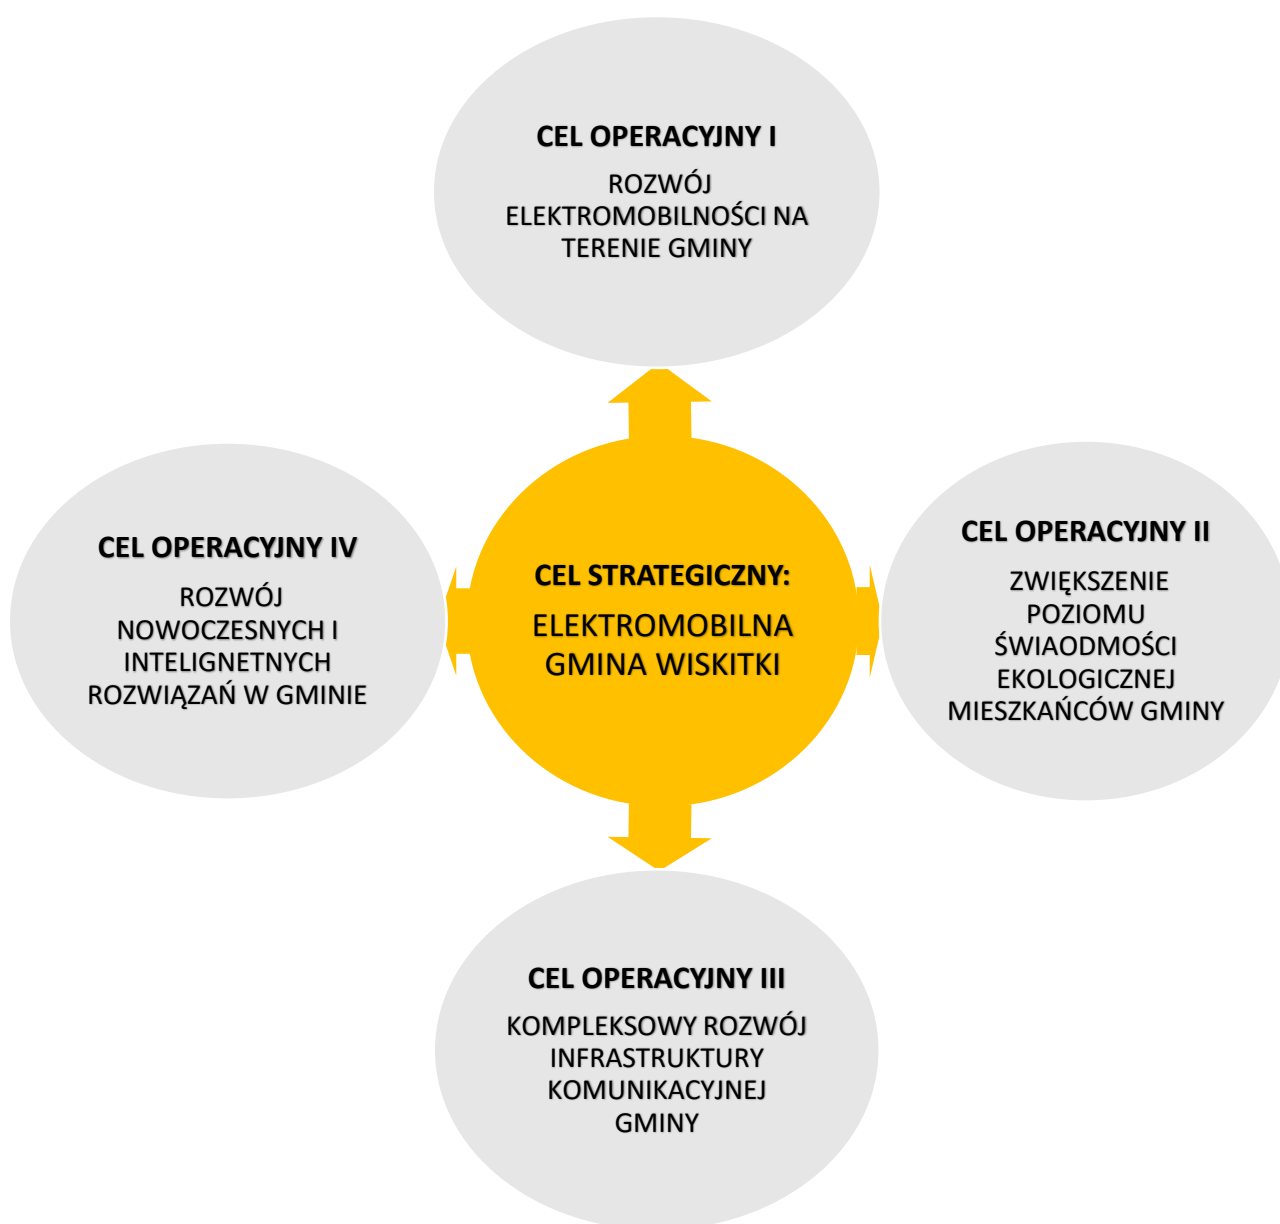 CEL OPERACYJNY I
ROZWÓJ
ELEKTROMOBILNOŚCI NA
TERENIE GMINY
CEL OPERACYJNY IV
ROZWÓJ
NOWOCZESNYCH I
INTELIGNETNYCH
ROZWIĄZAŃ W GMINIE
CEL STRATEGICZNY:
ELEKTROMOBILNA
GMINA WISKITKI
CEL OPERACYJNY II
ZWIĘKSZENIE
POZIOMU
ŚWIAODMOŚCI
EKOLOGICZNEJ
MIESZKAŃCÓW GMINY
CEL OPERACYJNY III
KOMPLEKSOWY ROZWÓJ
INFRASTRUKTURY
KOMUNIKACYJNEJ
GMINY